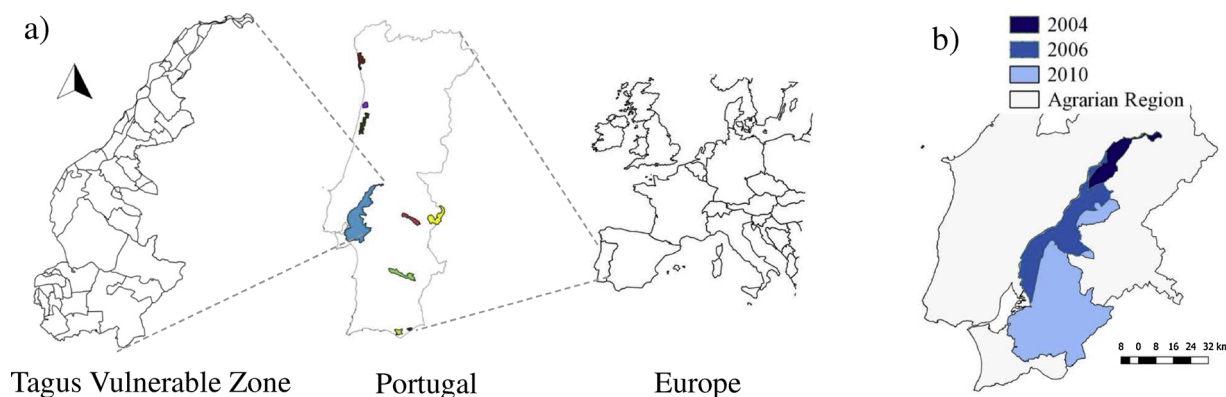 a)
Tagus Vulnerable Zone
Portugal
Europe
b)
2004
2006
2010
Agrarian Region
8 0 8 16 24 32 km